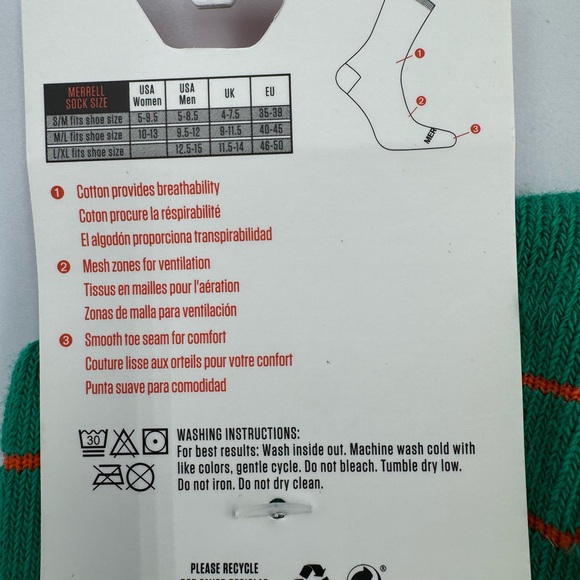 MERRELL SOCK SIZE | USA Women | USA Men | UK | EU
S/M fits shoe size | 5-9.5 | 5-8.5 | 4-7.5 | 35-39
M/L fits shoe size | 10-13 | 9.5-12 | 9-11.5 | 40-45
L/XL fits shoe size | | 12.5-15 | 11.5-14 | 46-50
1
2
MER
3
1 Cotton provides breathability
Coton procure la réspirabilité
El algodón proporciona transpirabilidad
2 Mesh zones for ventilation
Tissus en mailles pour l'aération
Zonas de malla para ventilación
3 Smooth toe seam for comfort
Couture lisse aux orteils pour votre confort
Punta suave para comodidad
30
WASHING INSTRUCTIONS:
For best results: Wash inside out. Machine wash cold with
like colors, gentle cycle. Do not bleach. Tumble dry low.
Do not iron. Do not dry clean.
PLEASE RECYCLE
®